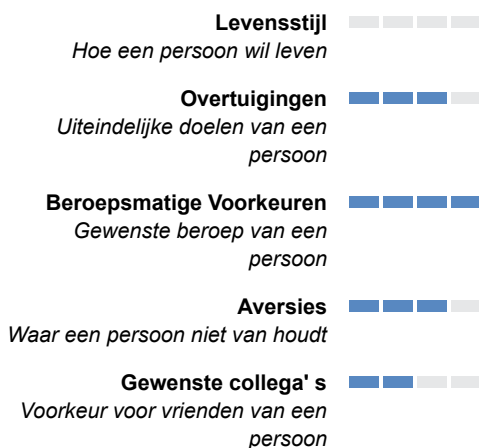 Levensstijl
Hoe een persoon wil leven
Overtuigingen
Uiteindelijke doelen van een
persoon
Beroepsmatige Voorkeuren
Gewenste beroep van een
persoon
Aversies
Waar een persoon niet van houdt
Gewenste collega' s
Voorkeur voor vrienden van een
persoon